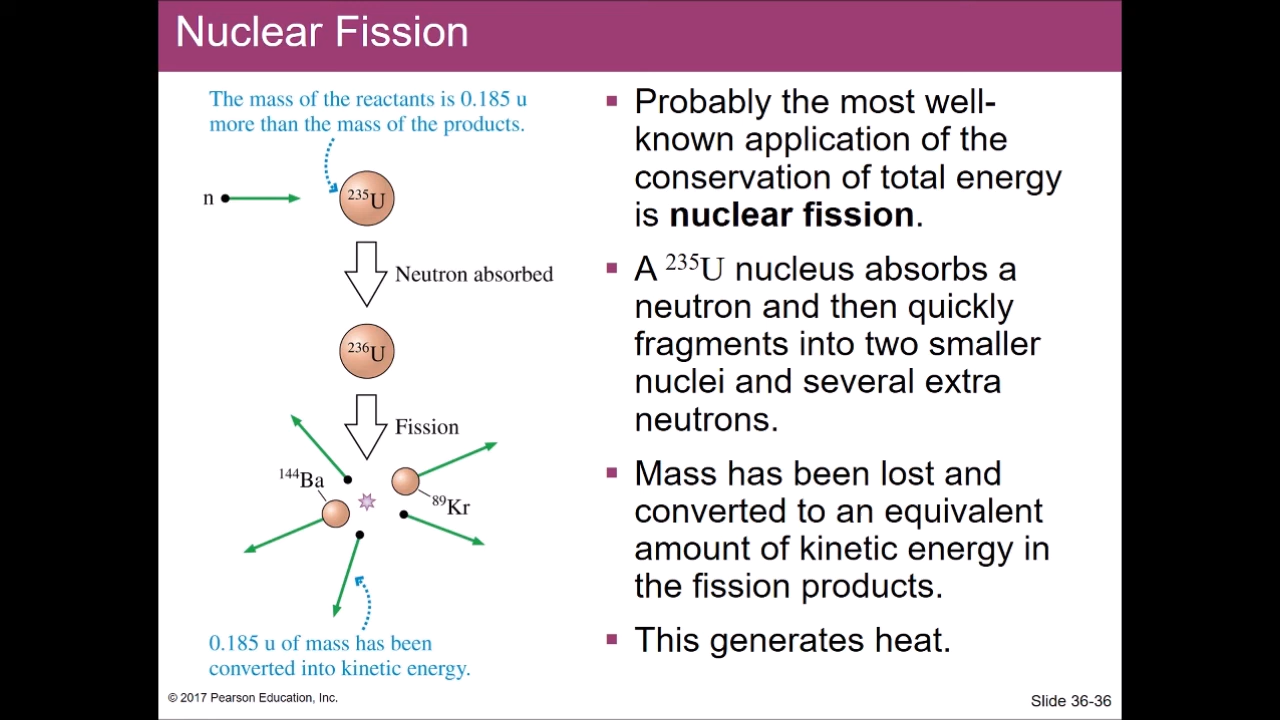 Nuclear Fission
The mass of the reactants is 0.185 u
more than the mass of the products.
n
²³⁵U
Neutron absorbed
²³⁶U
Fission
¹⁴⁴Ba
⁸⁹Kr
0.185 u of mass has been
converted into kinetic energy.
▪ Probably the most well-
known application of the
conservation of total energy
is nuclear fission.
▪ A ²³⁵U nucleus absorbs a
neutron and then quickly
fragments into two smaller
nuclei and several extra
neutrons.
▪ Mass has been lost and
converted to an equivalent
amount of kinetic energy in
the fission products.
▪ This generates heat.
© 2017 Pearson Education, Inc.
Slide 36-36